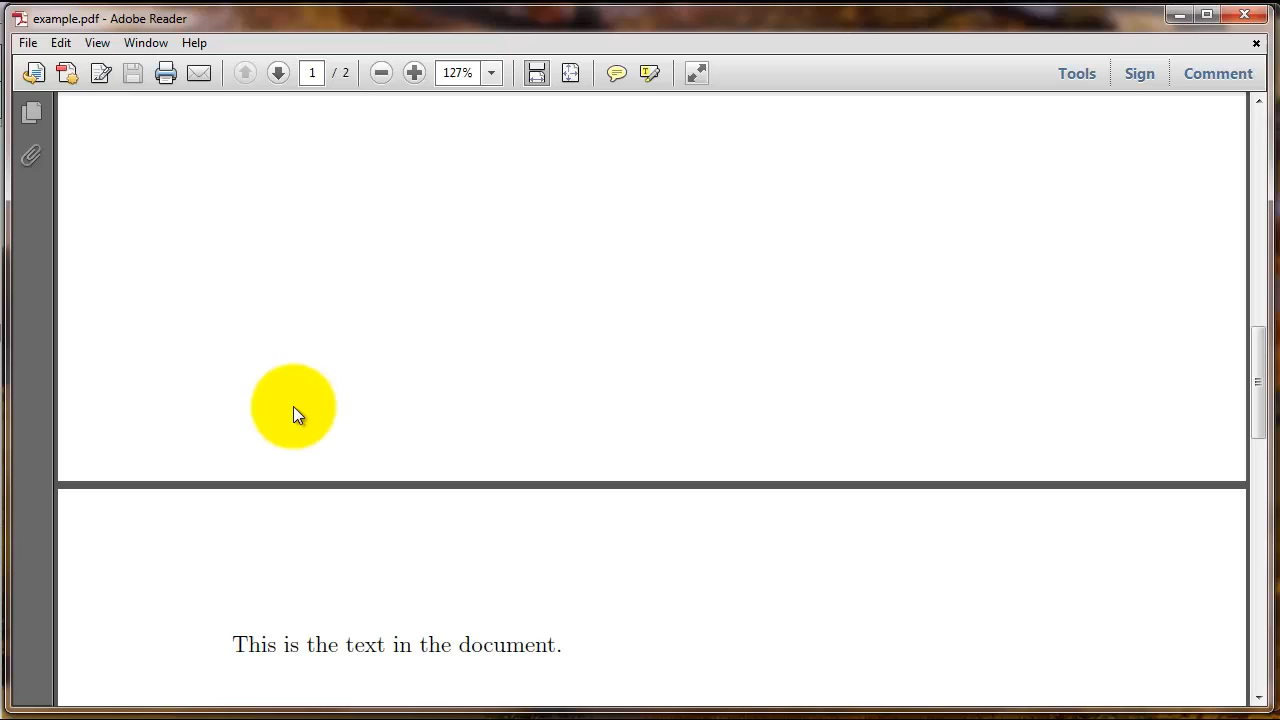 example.pdf - Adobe Reader
File Edit View Window Help
1 / 2 127% Tools Sign Comment
This is the text in the document.